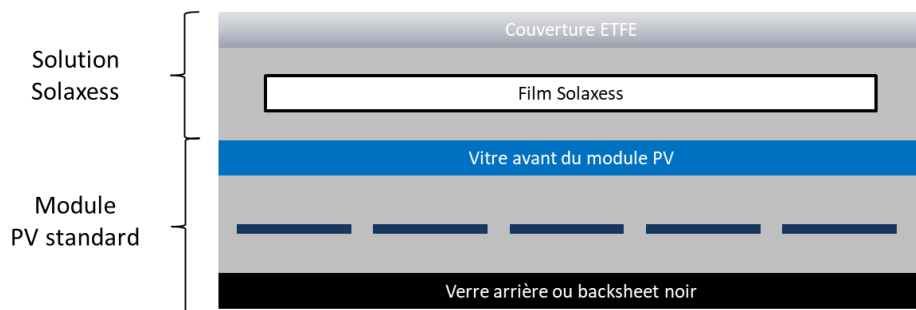 Solution
Solaxess
Couverture ETFE
Film Solaxess
Vitre avant du module PV
Module
PV standard
Verre arrière ou backsheet noir